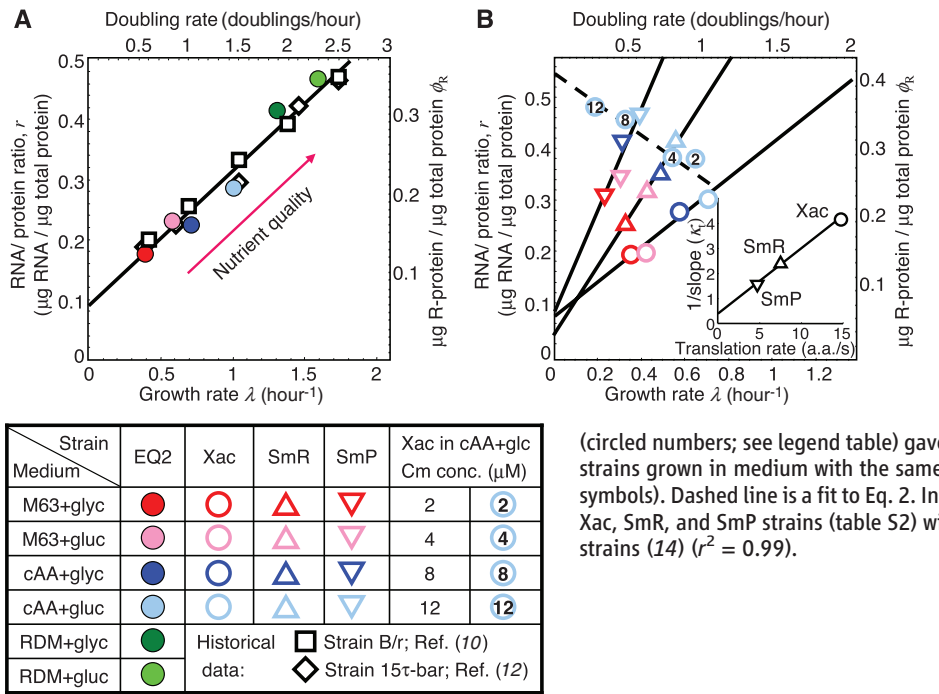 A
Doubling rate (doublings/hour)
0 0.5 1 1.5 2 2.5 3
RNA/ protein ratio, r
(µg RNA / µg total protein)
0.5
0.4
0.3
0.2
0.1
0
µg R-protein / µg total protein ϕR
0.3
0.2
0.1
Nutrient quality
0 0.5 1 1.5 2
Growth rate λ (hour-1)
B
Doubling rate (doublings/hour)
0 0.5 1 2
RNA/ protein ratio, r
(µg RNA / µg total protein)
0.5
0.4
0.3
0.2
0.1
0
µg R-protein / µg total protein ϕR
0.4
0.3
0.2
0.1
12
8
4
2
1/slope (κt)
4
3
2
1
0
Xac
SmR
SmP
0 5 10 15
Translation rate (a.a./s)
0 0.2 0.4 0.6 0.8 1 1.2
Growth rate λ (hour-1)
Strain
Medium
EQ2 Xac SmR SmP Xac in cAA+glc
Cm conc. (µM)
M63+glyc 2 2
M63+gluc 4 4
cAA+glyc 8 8
cAA+gluc 12 12
RDM+glyc
RDM+gluc
Historical data:
Strain B/r; Ref. (10)
Strain 15τ-bar; Ref. (12)
(circled numbers; see legend table) gave
strains grown in medium with the same
symbols). Dashed line is a fit to Eq. 2. In
Xac, SmR, and SmP strains (table S2) wi
strains (14) (r2 = 0.99).